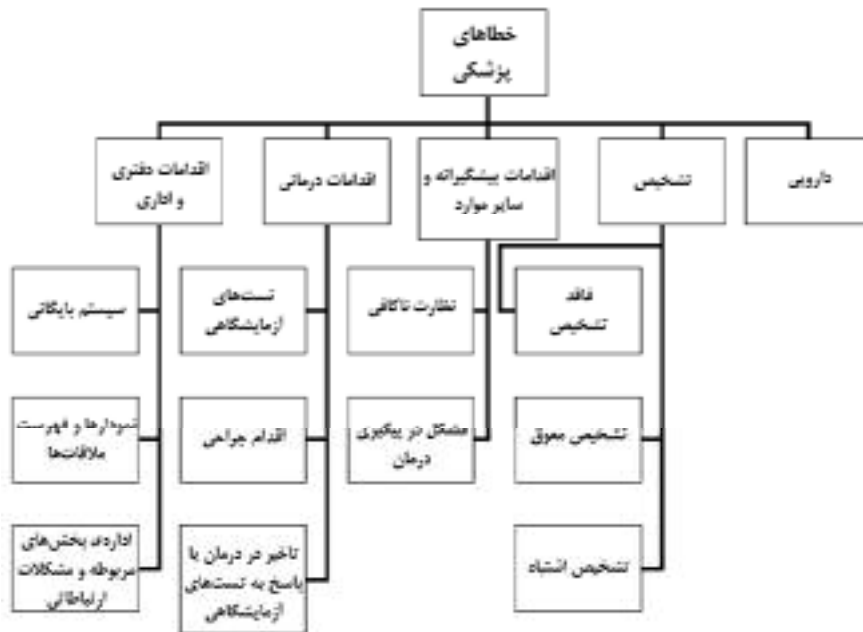 خطاهای
پزشکی
دارویی
تشخیص
اقدامات پیشگیرانه و
سایر موارد
اقدامات درمانی
اقدامات دفتری
و اداری
فاقد
تشخیص
تشخیص معوق
تشخیص اشتباه
نظارت ناکافی
مشکل در پیگیری
درمان
تست‌های
آزمایشگاهی
اقدام جراحی
تاخیر در درمان یا
پاسخ به تست‌های
آزمایشگاهی
سیستم بایگانی
نمودارها و فهرست
ملاقات‌ها
اداره‌ی بخش‌های
مربوطه و مشکلات
ارتباطاتی